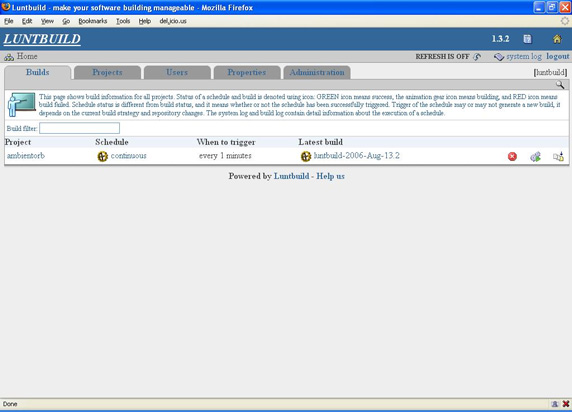 Luntbuild - make your software building manageable - Mozilla Firefox
File Edit View Go Bookmarks Tools Help del.icio.us
LUNTBUILD 1.3.2
Home REFRESH IS OFF system log logout
Builds Projects Users Properties Administration [luntbuild]
This page shows build information for all projects. Status of a schedule and build is denoted using icon: GREEN icon means success, the animation gear icon means building, and RED icon means
build failed. Schedule status is different from build status, and it means whether or not the schedule has been successfully triggered. Trigger of the schedule may or may not generate a new build, it
depends on the current build strategy and repository changes. The system log and build log contain detail information about the execution of a schedule.
Build filter:
Project Schedule When to trigger Latest build
ambientorb continuous every 1 minutes luntbuild-2006-Aug-13.2
Powered by Luntbuild - Help us
Done